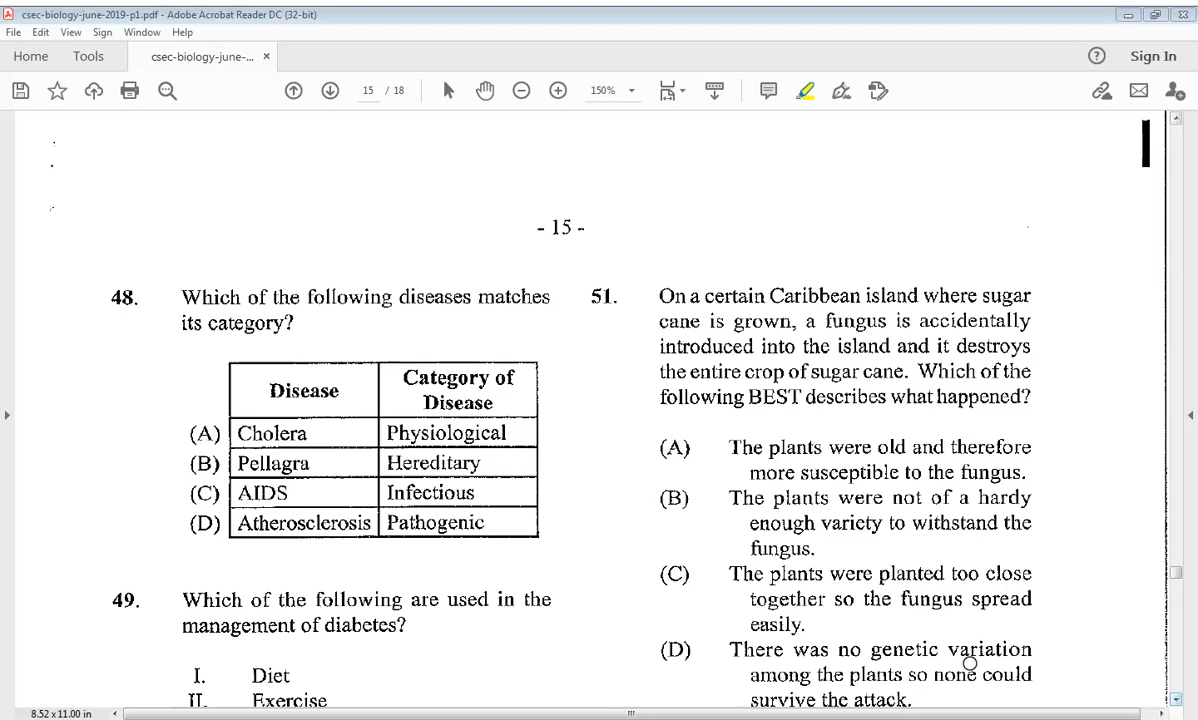 csec-biology-june-2019-p1.pdf - Adobe Acrobat Reader DC (32-bit)
File Edit View Sign Window Help
Home Tools csec-biology-june-... × ? Sign In
15 / 18 150%
- 15 -
48. Which of the following diseases matches
its category?
Disease Category of
Disease
(A) Cholera Physiological
(B) Pellagra Hereditary
(C) AIDS Infectious
(D) Atherosclerosis Pathogenic
49. Which of the following are used in the
management of diabetes?
I. Diet
II. Exercise
51. On a certain Caribbean island where sugar
cane is grown, a fungus is accidentally
introduced into the island and it destroys
the entire crop of sugar cane. Which of the
following BEST describes what happened?
(A) The plants were old and therefore
more susceptible to the fungus.
(B) The plants were not of a hardy
enough variety to withstand the
fungus.
(C) The plants were planted too close
together so the fungus spread
easily.
(D) There was no genetic variation
among the plants so none could
survive the attack.
8.52 x 11.00 in